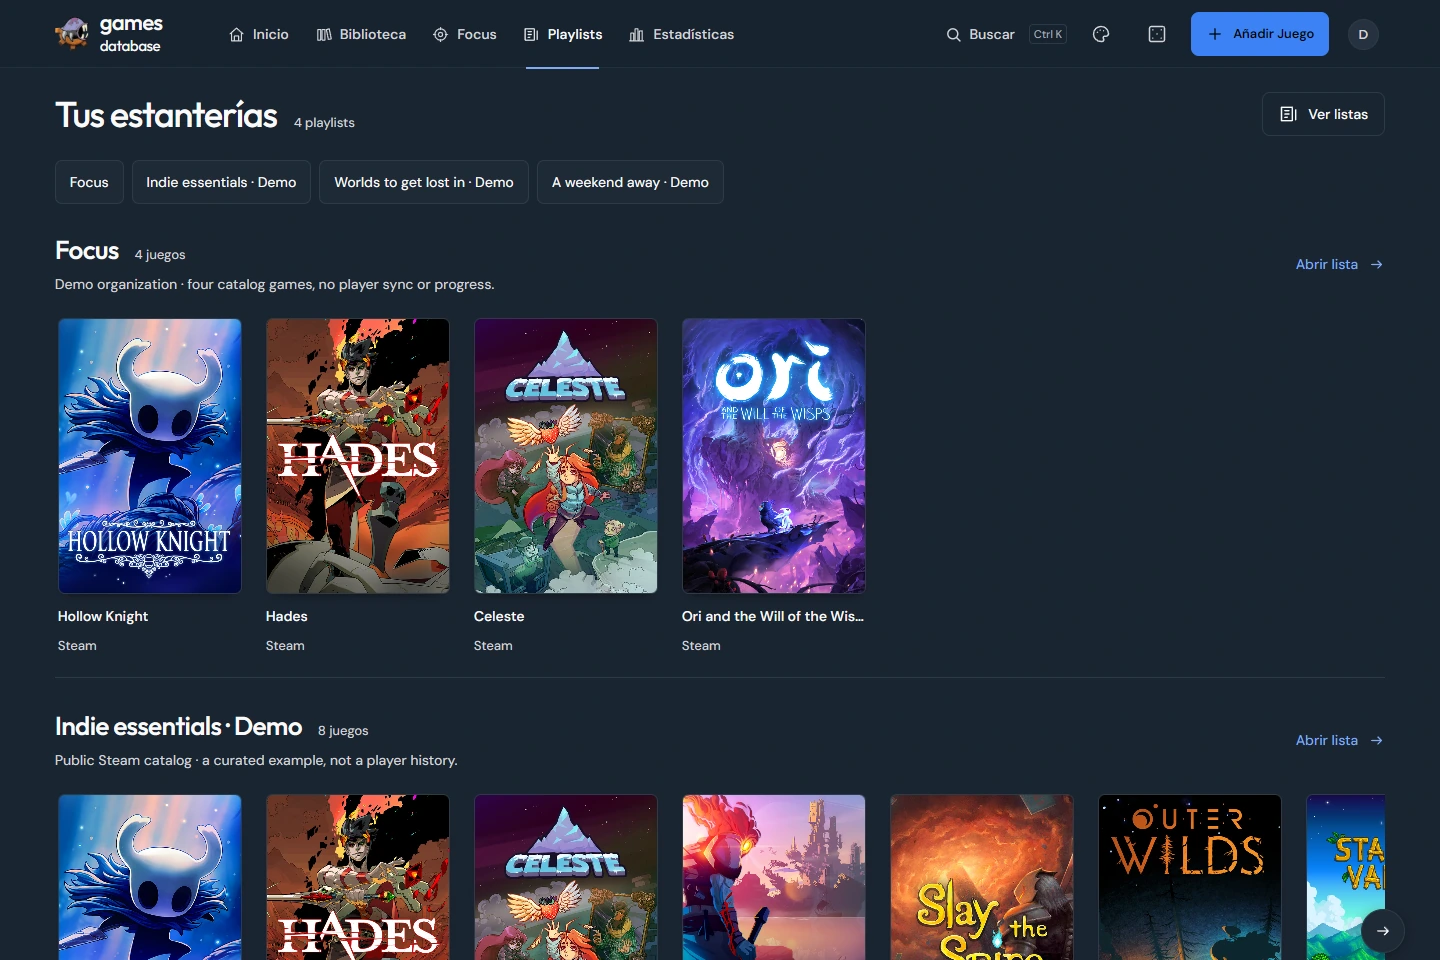 games
database
Inicio
Biblioteca
Focus
Playlists
Estadísticas
Buscar
Ctrl K
Añadir Juego
D
Tus estanterías
4 playlists
Ver listas
Focus
Indie essentials · Demo
Worlds to get lost in · Demo
A weekend away · Demo
Focus
4 juegos
Abrir lista
Demo organization · four catalog games, no player sync or progress.
HOLLOW KNIGHT
HADES
CELESTE
ori
AND THE WILL OF THE WISPS
Hollow Knight
Hades
Celeste
Ori and the Will of the Wis...
Steam
Steam
Steam
Steam
Indie essentials · Demo
8 juegos
Abrir lista
Public Steam catalog · a curated example, not a player history.
HADES
CELESTE
Slay
the
Spire
OUTER
WILDS
STA
VAL